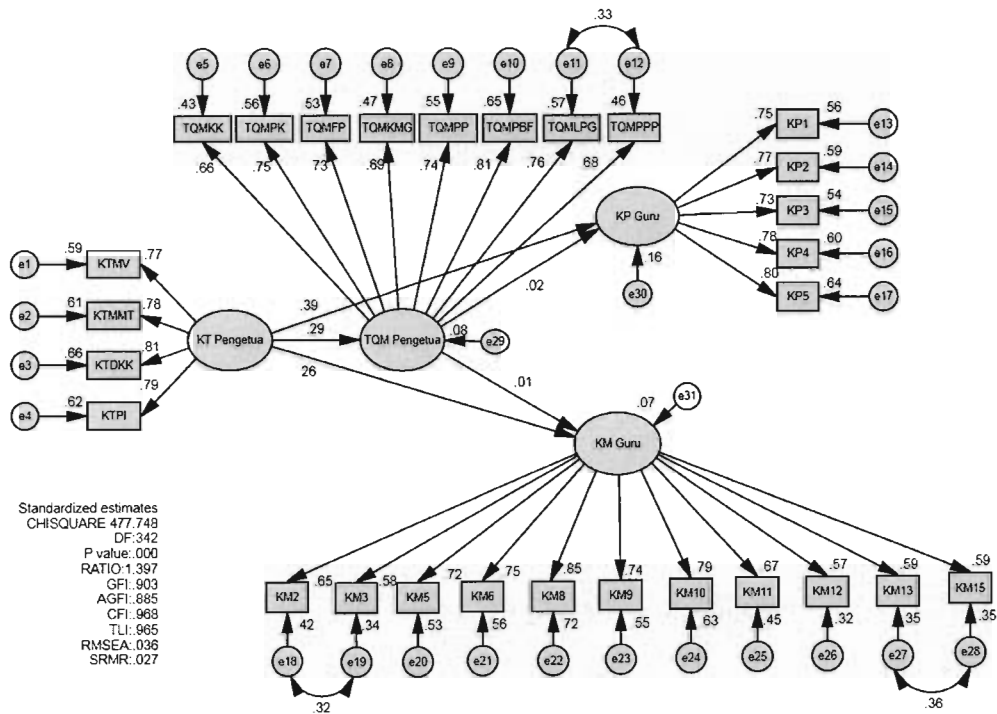 .33
e5 e6 e7 e8 e9 e10 e11 e12
.43 .56 .53 .47 .55 .65 .57 .46
TQMKK TQMPK TQMFP TQMKMG TQMPP TQMPBF TQMLPG TQMPPP
.66 .75 .73 .69 .74 .81 .76 .68
.75 KP1 .56 e13
.77 KP2 .59 e14
.73 KP3 .54 e15
.78 KP4 .60 e16
.80 KP5 .64 e17
KP Guru
.16
e30
e1 .59 KTMV .77
e2 .61 KTMMT .78
e3 .66 KTDKK .81
e4 .62 KTPI .79
KT Pengetua
.39
.29
.26
TQM Pengetua
.08 e29
.02
.01
.07 e31
KM Guru
Standardized estimates
CHISQUARE 477.748
DF:342
P value:.000
RATIO:1.397
GFI:.903
AGFI:.885
CFI:.968
TLI:.965
RMSEA:.036
SRMR:.027
.65 .58 .72 .75 .85 .74 .79 .67 .57 .59 .59
KM2 KM3 KM5 KM6 KM8 KM9 KM10 KM11 KM12 KM13 KM15
.42 .34 .53 .56 .72 .55 .63 .45 .32 .35 .35
e18 e19 e20 e21 e22 e23 e24 e25 e26 e27 e28
.32
.36